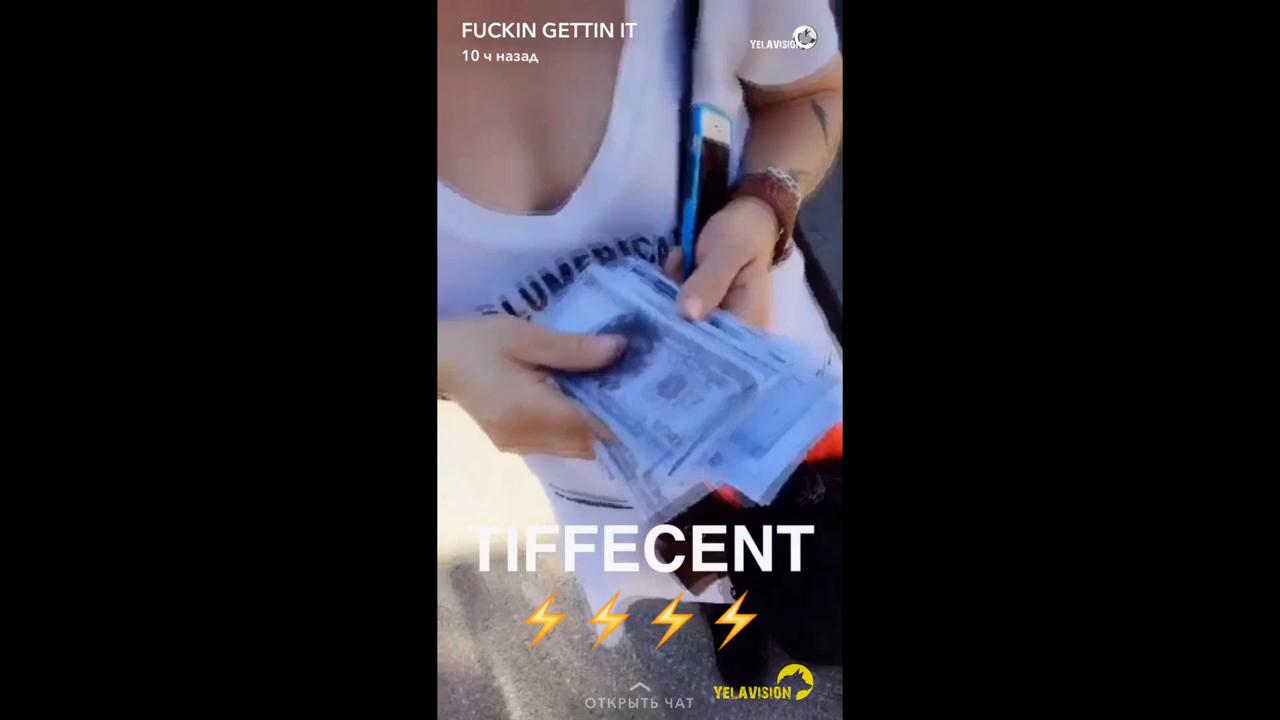 FUCKIN GETTIN IT
10 ч назад
YELAVISION
TIFFECENT
ОТКРЫТЬ ЧАТ
YELAVISION